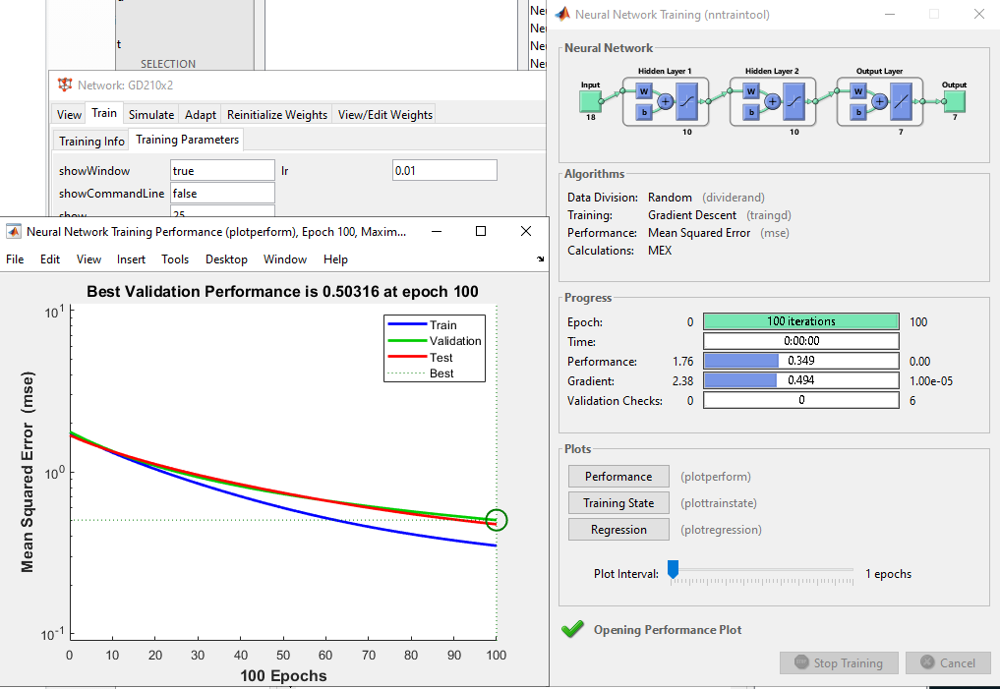 t
SELECTION
Network: GD210x2
View Train Simulate Adapt Reinitialize Weights View/Edit Weights
Training Info Training Parameters
showWindow true lr 0.01
showCommandLine false
show 25
Neural Network Training Performance (plotperform), Epoch 100, Maxim...
File Edit View Insert Tools Desktop Window Help
Best Validation Performance is 0.50316 at epoch 100
Mean Squared Error (mse)
10^1
10^0
10^-1
Train
Validation
Test
Best
0 10 20 30 40 50 60 70 80 90 100
100 Epochs
Neural Network Training (nntraintool)
Neural Network
Hidden Layer 1 Hidden Layer 2 Output Layer
Input Output
W W W
+ + +
b b b
18 7
10 10 7
Algorithms
Data Division: Random (dividerand)
Training: Gradient Descent (traingd)
Performance: Mean Squared Error (mse)
Calculations: MEX
Progress
Epoch: 0 100 iterations 100
Time: 0:00:00
Performance: 1.76 0.349 0.00
Gradient: 2.38 0.494 1.00e-05
Validation Checks: 0 0 6
Plots
Performance (plotperform)
Training State (plottrainstate)
Regression (plotregression)
Plot Interval: 1 epochs
Opening Performance Plot
Stop Training Cancel